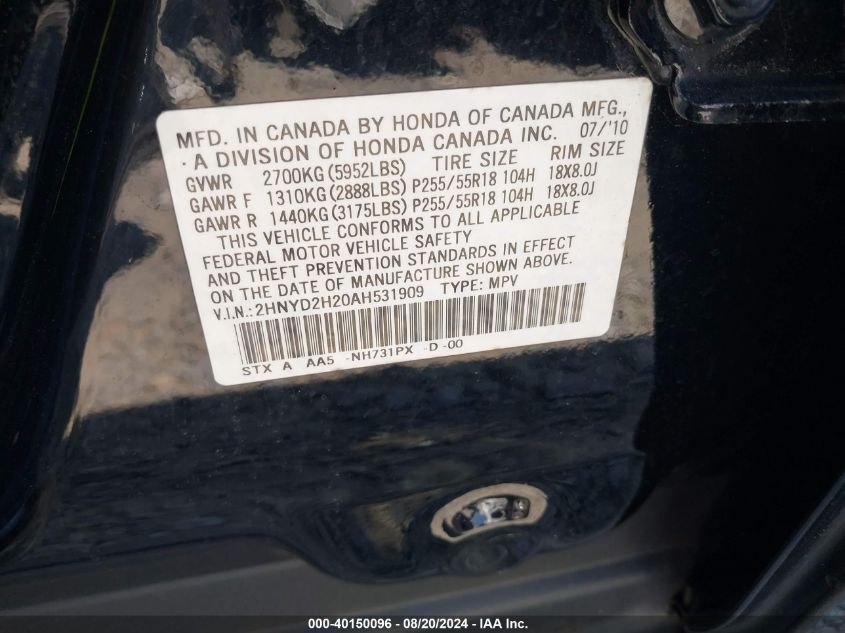 MFD. IN CANADA BY HONDA OF CANADA MFG.,
· A DIVISION OF HONDA CANADA INC. 07/'10
GVWR 2700KG (5952LBS) TIRE SIZE RIM SIZE
GAWR F 1310KG (2888LBS) P255/55R18 104H 18X8.0J
GAWR R 1440KG (3175LBS) P255/55R18 104H 18X8.0J
THIS VEHICLE CONFORMS TO ALL APPLICABLE
FEDERAL MOTOR VEHICLE SAFETY
AND THEFT PREVENTION STANDARDS IN EFFECT
ON THE DATE OF MANUFACTURE SHOWN ABOVE.
V.I.N.:2HNYD2H20AH531909 TYPE: MPV
STX A AA5 -NH731PX -D -00
000-40150096 - 08/20/2024 - IAA Inc.